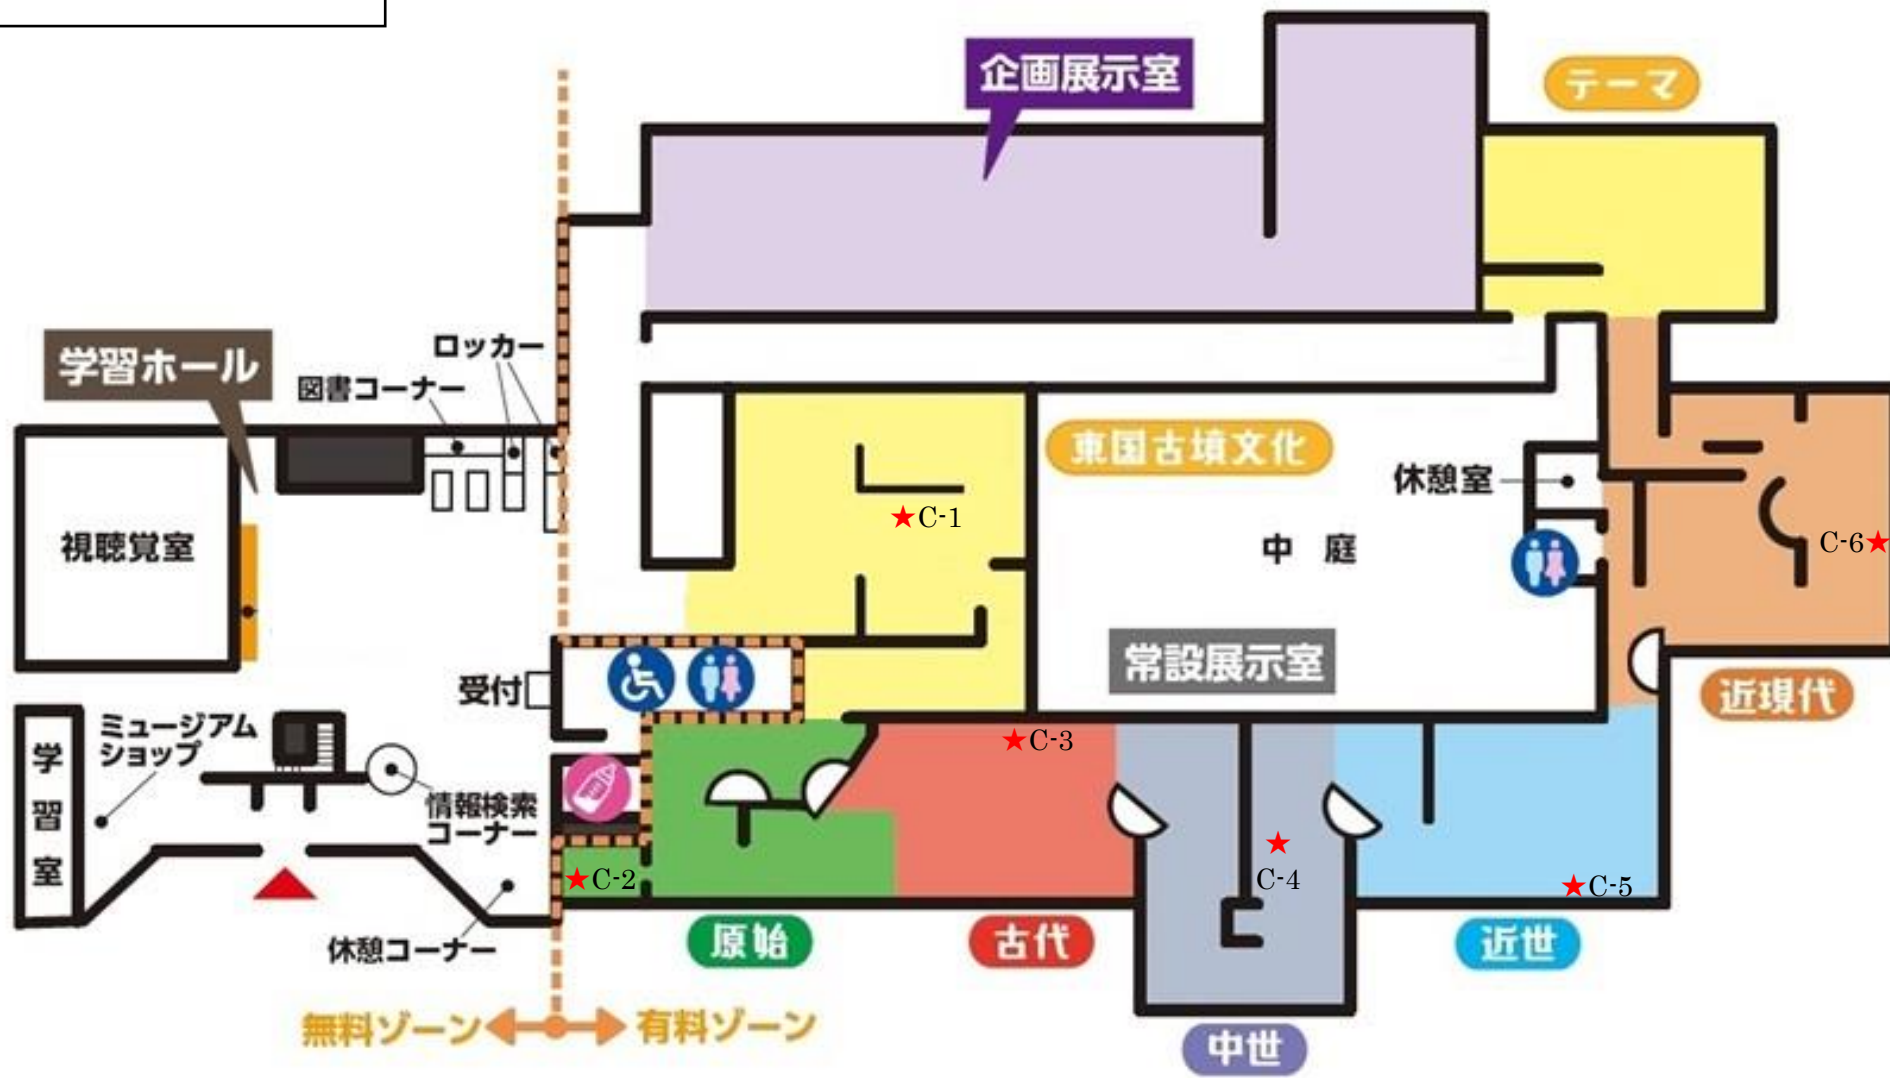 企画展示室
テーマ
ロッカー
学習ホール
図書コーナー
東国古墳文化
休憩室
★C-1
視聴覚室
中 庭
C-6★
常設展示室
受付
近現代
ミュージアム
ショップ
学習室
★C-3
情報検索
コーナー
★
C-4
★C-2
★C-5
休憩コーナー
原始
古代
近世
無料ゾーン
有料ゾーン
中世